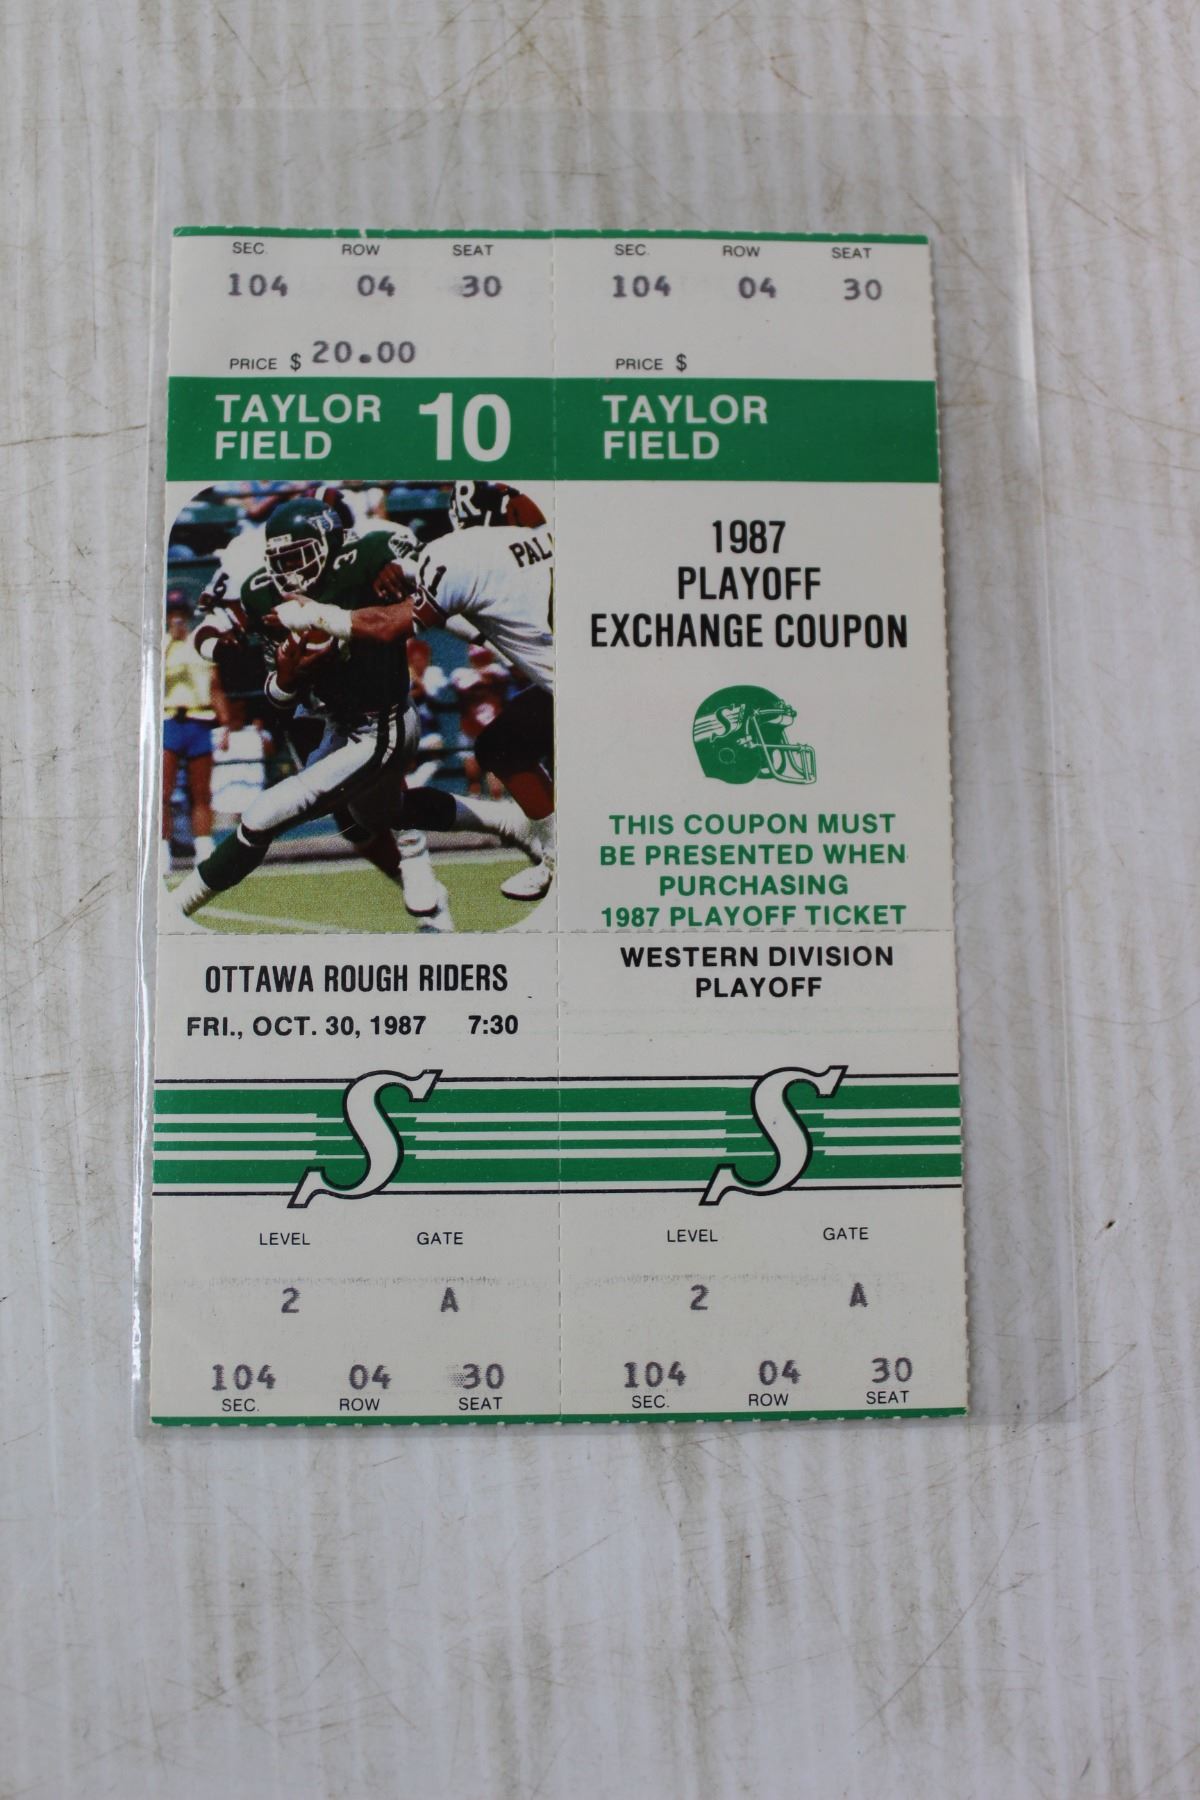 SEC. ROW SEAT
104 04 30
PRICE $ 20.00
TAYLOR
FIELD
10
R
PAL
3
OTTAWA ROUGH RIDERS
FRI., OCT. 30, 1987 7:30
S
LEVEL GATE
2 A
104 04 30
SEC. ROW SEAT
SEC. ROW SEAT
104 04 30
PRICE $
TAYLOR
FIELD
1987
PLAYOFF
EXCHANGE COUPON
S
THIS COUPON MUST
BE PRESENTED WHEN
PURCHASING
1987 PLAYOFF TICKET
WESTERN DIVISION
PLAYOFF
S
LEVEL GATE
2 A
104 04 30
SEC. ROW SEAT